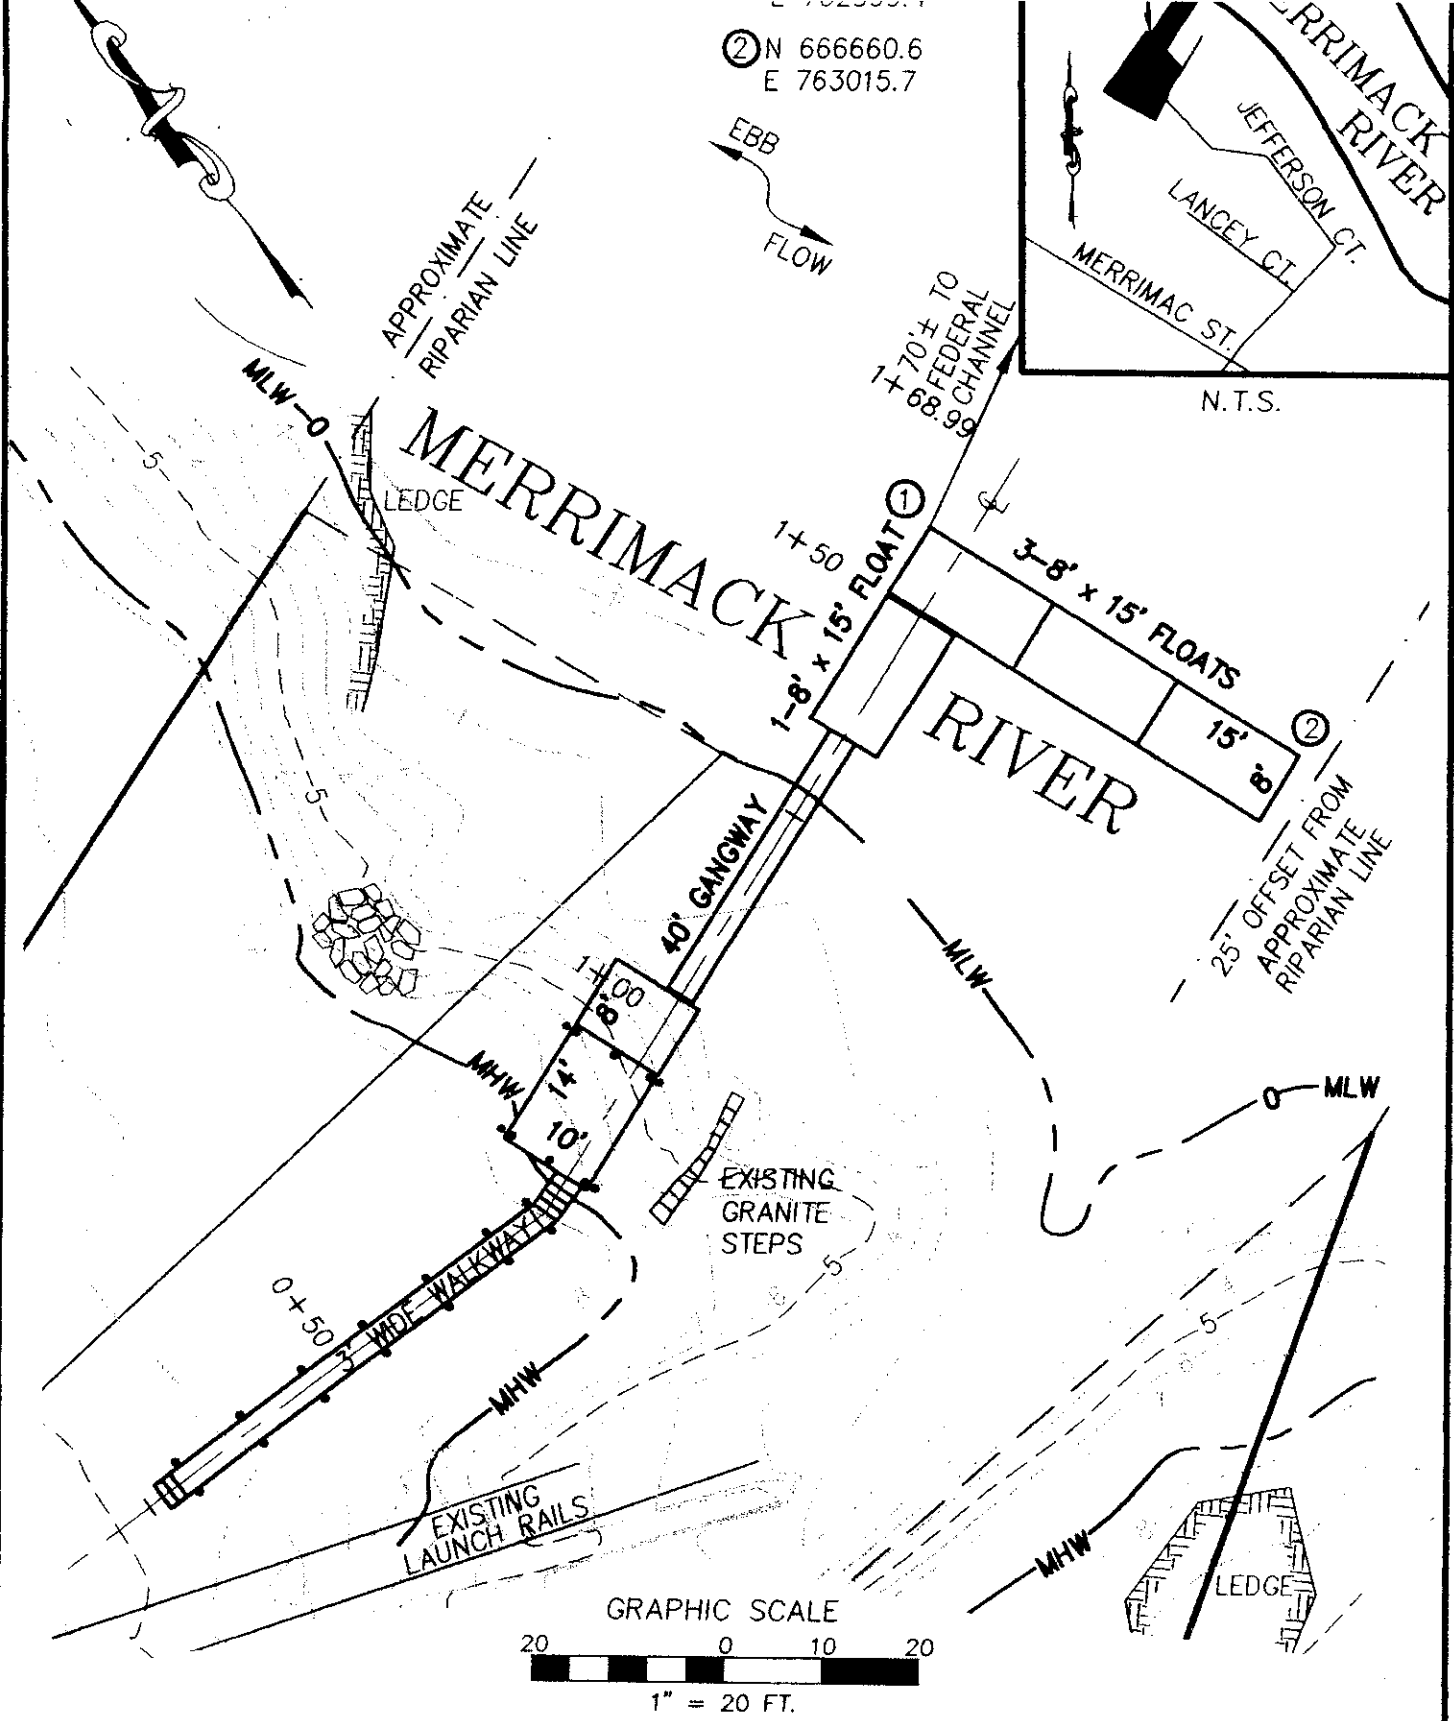 ② N 666660.6
E 763015.7
EBB
FLOW
MERRIMACK
RIVER
JEFFERSON CT.
LANCEY CT.
MERRIMAC ST.
N.T.S.
APPROXIMATE
RIPARIAN LINE
170'± TO
FEDERAL
CHANNEL
1+68.99
MLW
0
5
LEDGE
MERRIMACK
RIVER
1+50
1-8' x 15' FLOAT
①
3-8' x 15' FLOATS
15'
8'
②
40' GANGWAY
25' OFFSET FROM
APPROXIMATE
RIPARIAN LINE
5
1+00
8'
14'
10'
MHW
MLW
0
MLW
EXISTING
GRANITE
STEPS
5
5
0+50
3' WIDE WALKWAY
MHW
EXISTING
LAUNCH RAILS
MHW
LEDGE
GRAPHIC SCALE
20 0 10 20
1" = 20 FT.